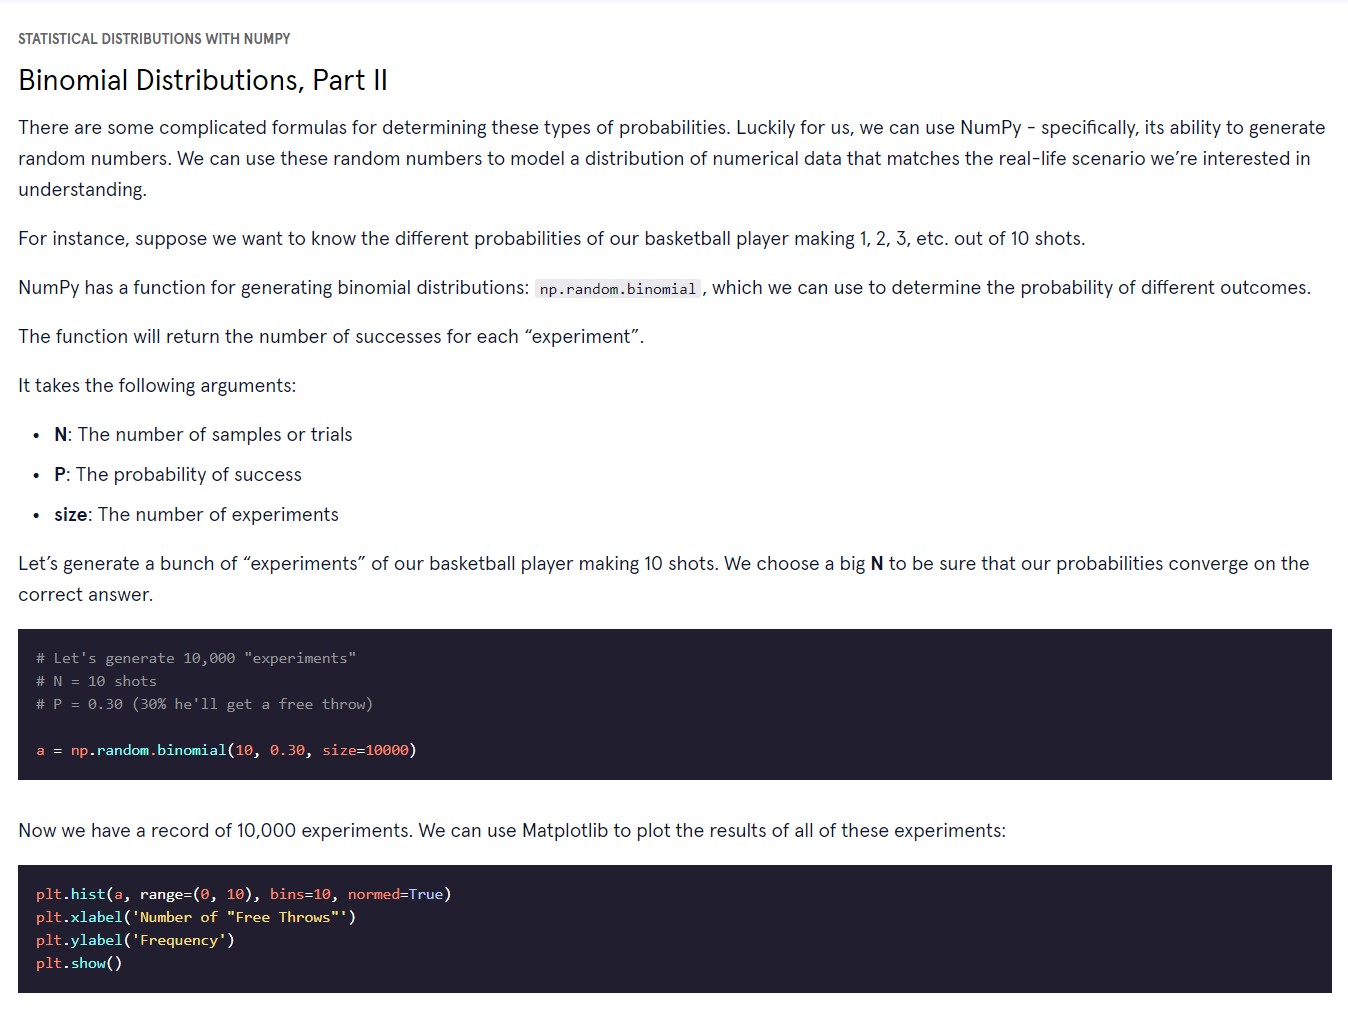 STATISTICAL DISTRIBUTIONS WITH NUMPY
Binomial Distributions, Part II
There are some complicated formulas for determining these types of probabilities. Luckily for us, we can use NumPy - specifically, its ability to generate
random numbers. We can use these random numbers to model a distribution of numerical data that matches the real-life scenario we’re interested in
understanding.
For instance, suppose we want to know the different probabilities of our basketball player making 1, 2, 3, etc. out of 10 shots.
NumPy has a function for generating binomial distributions: np.random.binomial, which we can use to determine the probability of different outcomes.
The function will return the number of successes for each “experiment”.
It takes the following arguments:
• N: The number of samples or trials
• P: The probability of success
• size: The number of experiments
Let’s generate a bunch of “experiments” of our basketball player making 10 shots. We choose a big N to be sure that our probabilities converge on the
correct answer.
# Let's generate 10,000 "experiments"
# N = 10 shots
# P = 0.30 (30% he'll get a free throw)
a = np.random.binomial(10, 0.30, size=10000)
Now we have a record of 10,000 experiments. We can use Matplotlib to plot the results of all of these experiments:
plt.hist(a, range=(0, 10), bins=10, normed=True)
plt.xlabel('Number of "Free Throws"')
plt.ylabel('Frequency')
plt.show()